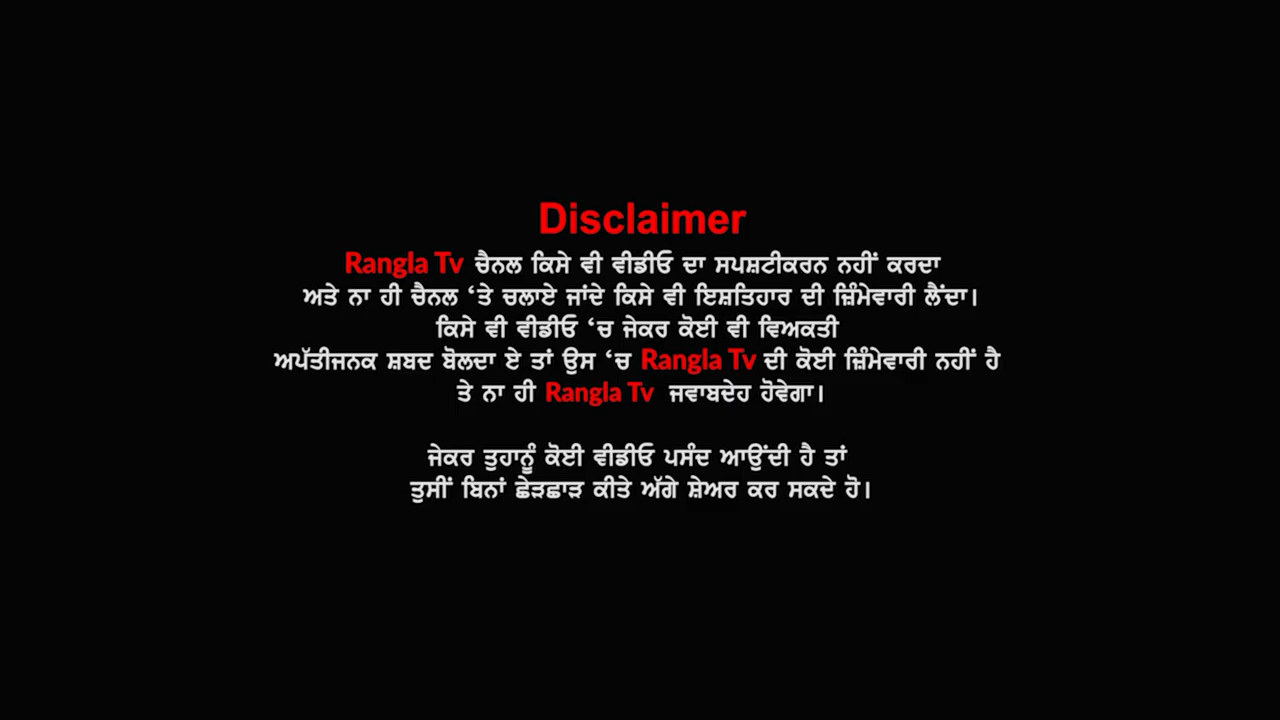 Disclaimer
Rangla Tv ਚੈਨਲ ਕਿਸੇ ਵੀ ਵੀਡੀਓ ਦਾ ਸਪਸ਼ਟੀਕਰਨ ਨਹੀਂ ਕਰਦਾ
ਅਤੇ ਨਾ ਹੀ ਚੈਨਲ ‘ਤੇ ਚਲਾਏ ਜਾਂਦੇ ਕਿਸੇ ਵੀ ਇਸ਼ਤਿਹਾਰ ਦੀ ਜ਼ਿੰਮੇਵਾਰੀ ਲੈਂਦਾ।
ਕਿਸੇ ਵੀ ਵੀਡੀਓ ‘ਚ ਜੇਕਰ ਕੋਈ ਵੀ ਵਿਅਕਤੀ
ਅਪੱਤੀਜਨਕ ਸ਼ਬਦ ਬੋਲਦਾ ਏ ਤਾਂ ਉਸ ‘ਚ Rangla Tv ਦੀ ਕੋਈ ਜ਼ਿੰਮੇਵਾਰੀ ਨਹੀਂ ਹੈ
ਤੇ ਨਾ ਹੀ Rangla Tv ਜਵਾਬਦੇਹ ਹੋਵੇਗਾ।
ਜੇਕਰ ਤੁਹਾਨੂੰ ਕੋਈ ਵੀਡੀਓ ਪਸੰਦ ਆਉਂਦੀ ਹੈ ਤਾਂ
ਤੁਸੀਂ ਬਿਨਾਂ ਛੇੜਛਾੜ ਕੀਤੇ ਅੱਗੇ ਸ਼ੇਅਰ ਕਰ ਸਕਦੇ ਹੋ।